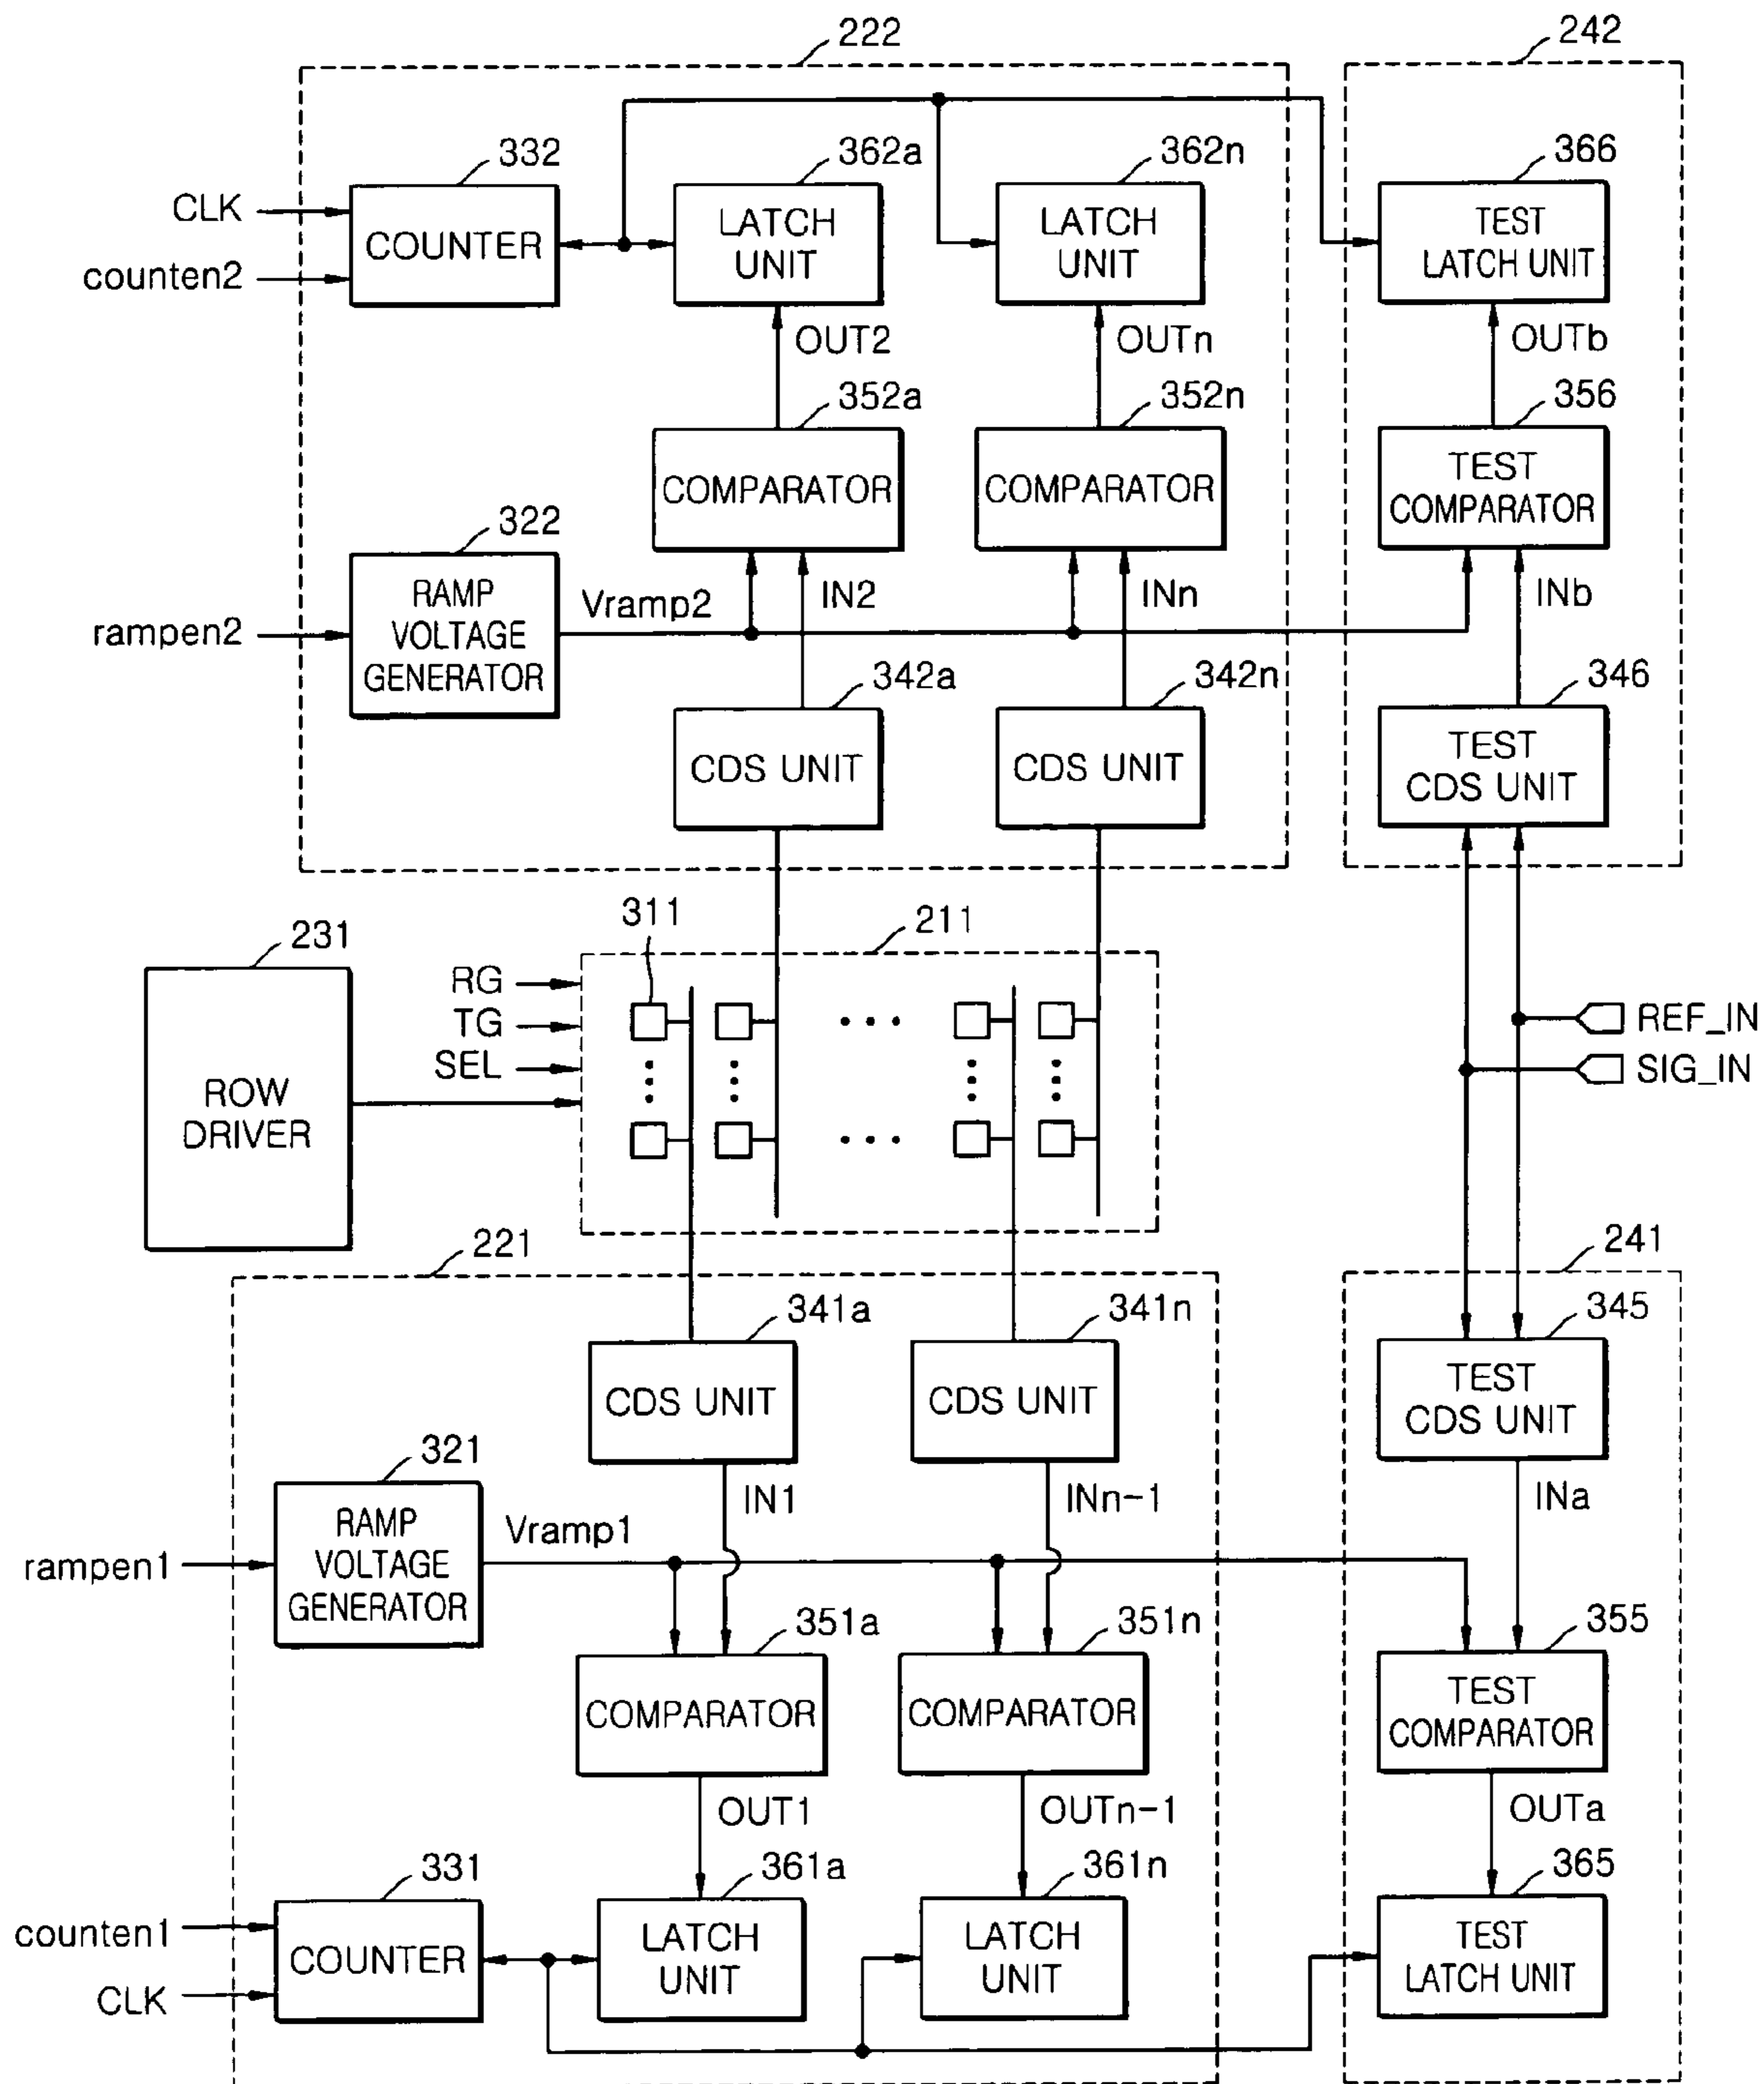 222
242
332
362a
362n
366
CLK
COUNTER
LATCH
UNIT
LATCH
UNIT
TEST
LATCH UNIT
counten2
OUT2
OUTn
OUTb
352a
352n
356
COMPARATOR
COMPARATOR
TEST
COMPARATOR
322
RAMP
VOLTAGE
GENERATOR
Vramp2
IN2
INn
INb
rampen2
342a
342n
346
CDS UNIT
CDS UNIT
TEST
CDS UNIT
231
311
211
RG
TG
SEL
ROW
DRIVER
REF_IN
SIG_IN
221
241
341a
341n
345
CDS UNIT
CDS UNIT
TEST
CDS UNIT
321
RAMP
VOLTAGE
GENERATOR
Vramp1
IN1
INn-1
INa
rampen1
351a
351n
355
COMPARATOR
COMPARATOR
TEST
COMPARATOR
OUT1
OUTn-1
OUTa
331
361a
361n
365
counten1
CLK
COUNTER
LATCH
UNIT
LATCH
UNIT
TEST
LATCH UNIT